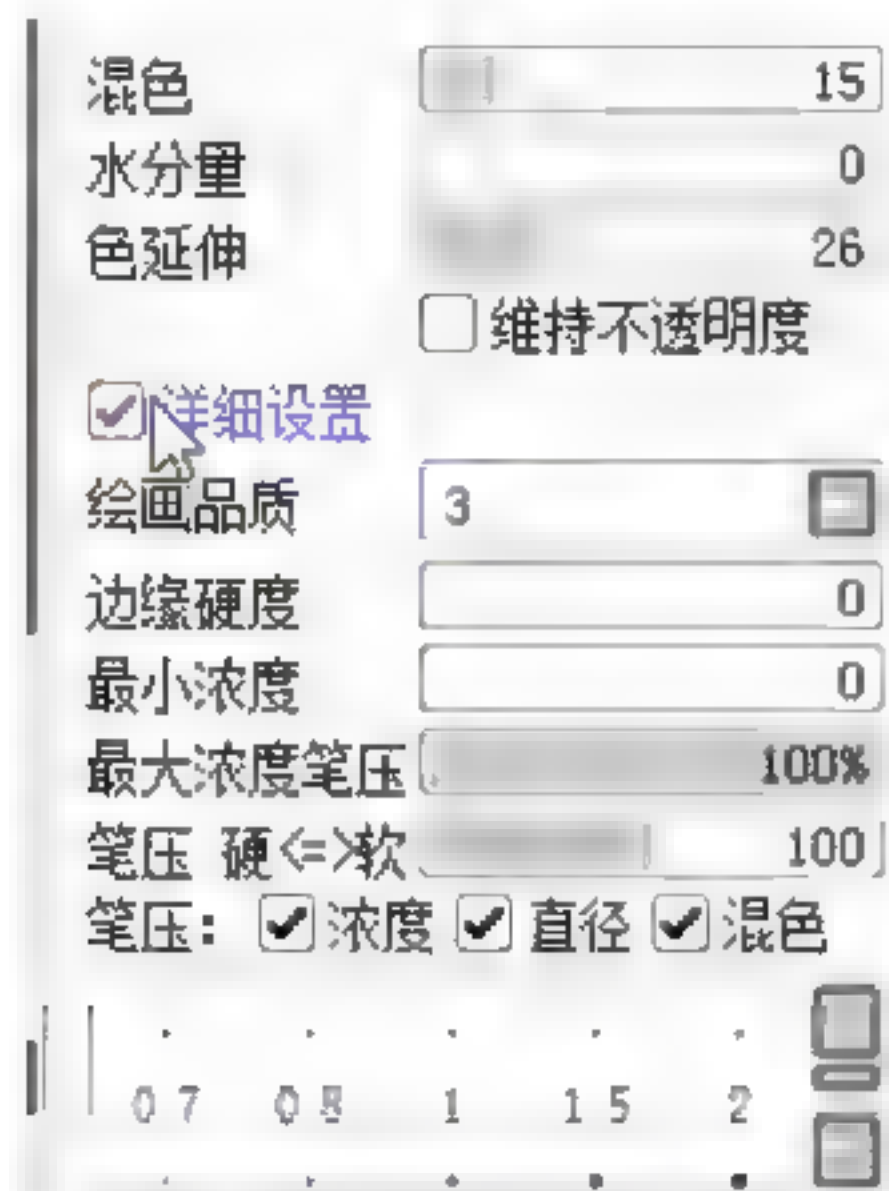 混色 15
水分量 0
色延伸 26
维持不透明度
详细设置
绘画品质 3
边缘硬度 0
最小浓度 0
最大浓度笔压 100%
笔压 硬<=>软 100
笔压: 浓度 直径 混色
0 7 0 8 1 1 5 2